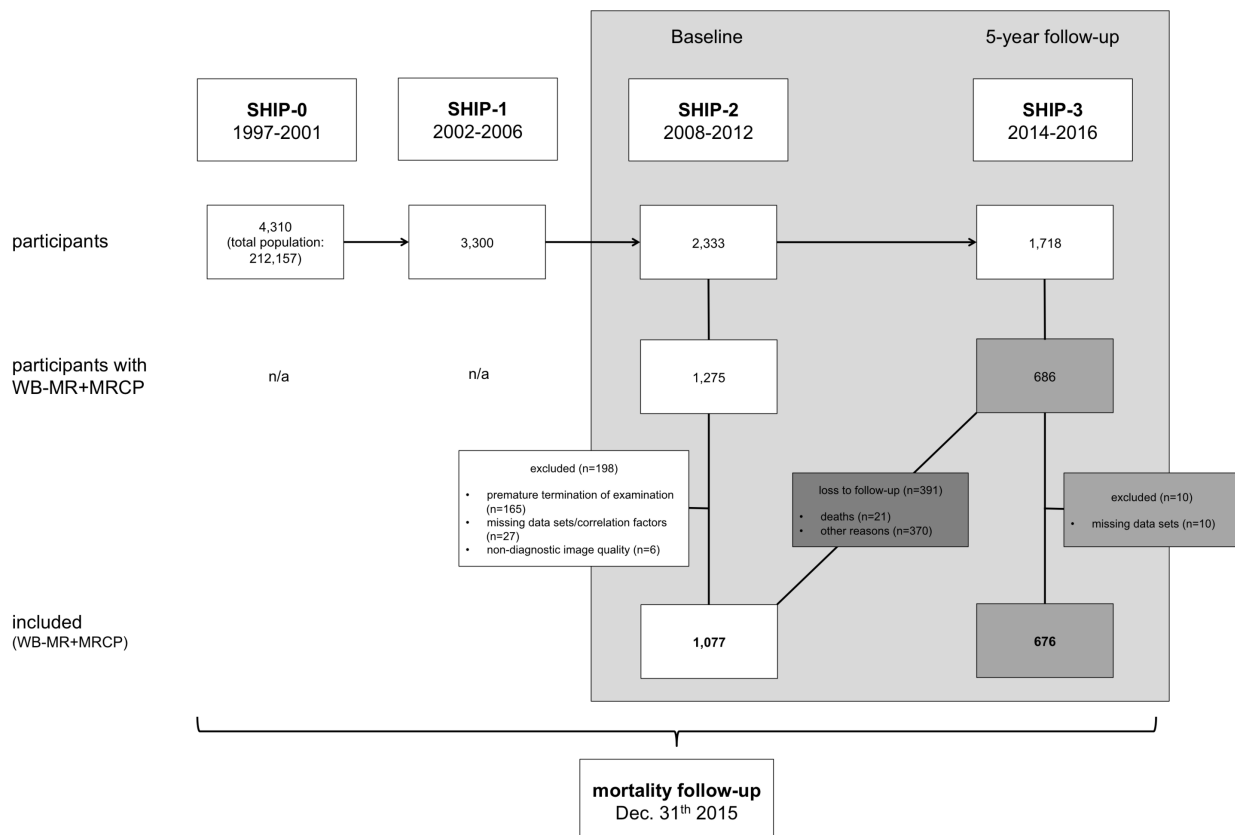 Baseline
5-year follow-up
SHIP-0
1997-2001
SHIP-1
2002-2006
SHIP-2
2008-2012
SHIP-3
2014-2016
participants
4,310
(total population:
212,157)
3,300
2,333
1,718
participants with
WB-MR+MRCP
n/a
n/a
1,275
686
excluded (n=198)
• premature termination of examination
(n=165)
• missing data sets/correlation factors
(n=27)
• non-diagnostic image quality (n=6)
loss to follow-up (n=391)
• deaths (n=21)
• other reasons (n=370)
excluded (n=10)
• missing data sets (n=10)
included
(WB-MR+MRCP)
1,077
676
mortality follow-up
Dec. 31th 2015